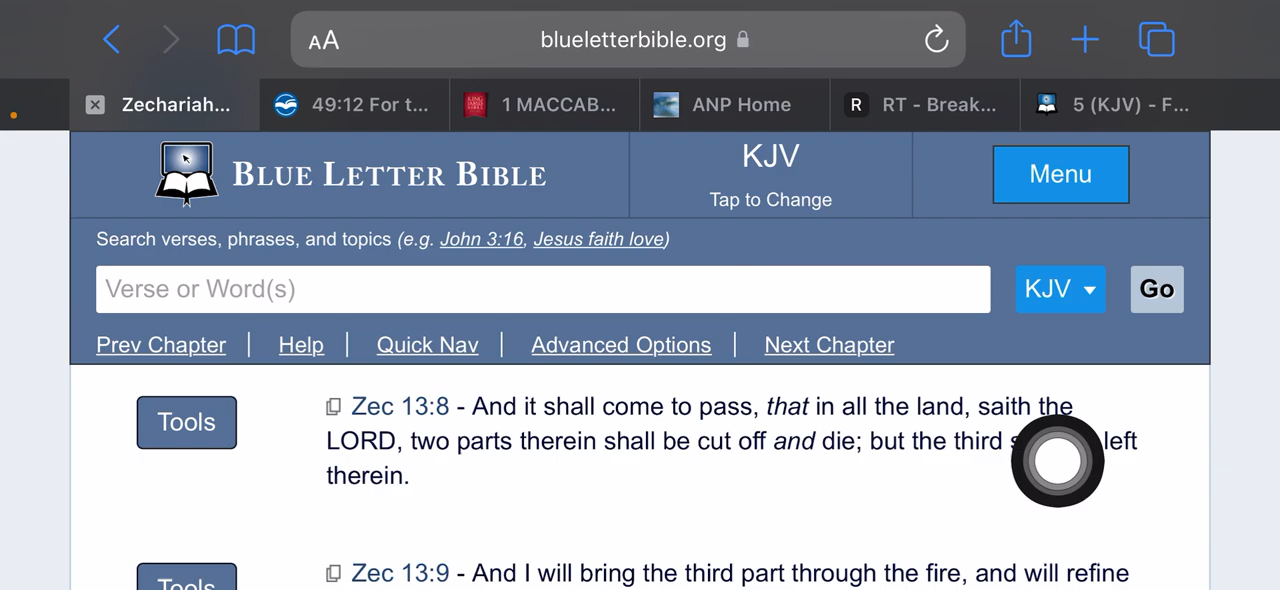 AA blueletterbible.org
Zechariah... 49:12 For t... 1 MACCAB... ANP Home R RT - Break... 5 (KJV) - F...
BLUE LETTER BIBLE
KJV
Tap to Change
Menu
Search verses, phrases, and topics (e.g. John 3:16, Jesus faith love)
Verse or Word(s) KJV Go
Prev Chapter | Help | Quick Nav | Advanced Options | Next Chapter
Tools
Zec 13:8 - And it shall come to pass, that in all the land, saith the
LORD, two parts therein shall be cut off and die; but the third left
therein.
Tools
Zec 13:9 - And I will bring the third part through the fire, and will refine